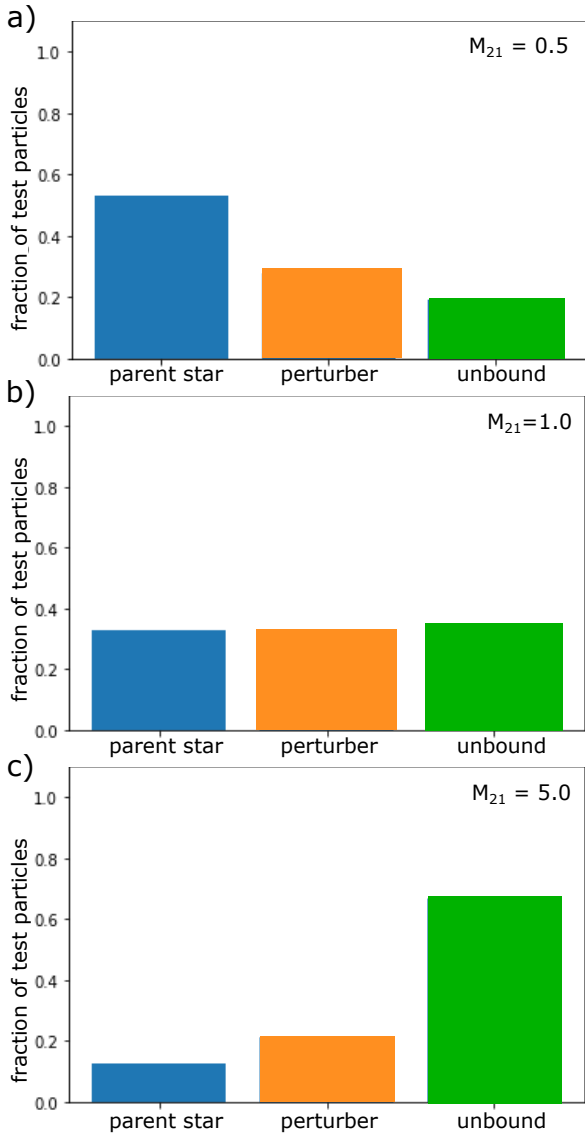 a)
M₂₁ = 0.5
fraction_of test particles
1.0
0.8
0.6
0.4
0.2
0.0
parent star perturber unbound
b)
M₂₁=1.0
fraction of test particles
1.0
0.8
0.6
0.4
0.2
0.0
parent star perturber unbound
c)
M₂₁ = 5.0
fraction of test particles
1.0
0.8
0.6
0.4
0.2
0.0
parent star perturber unbound